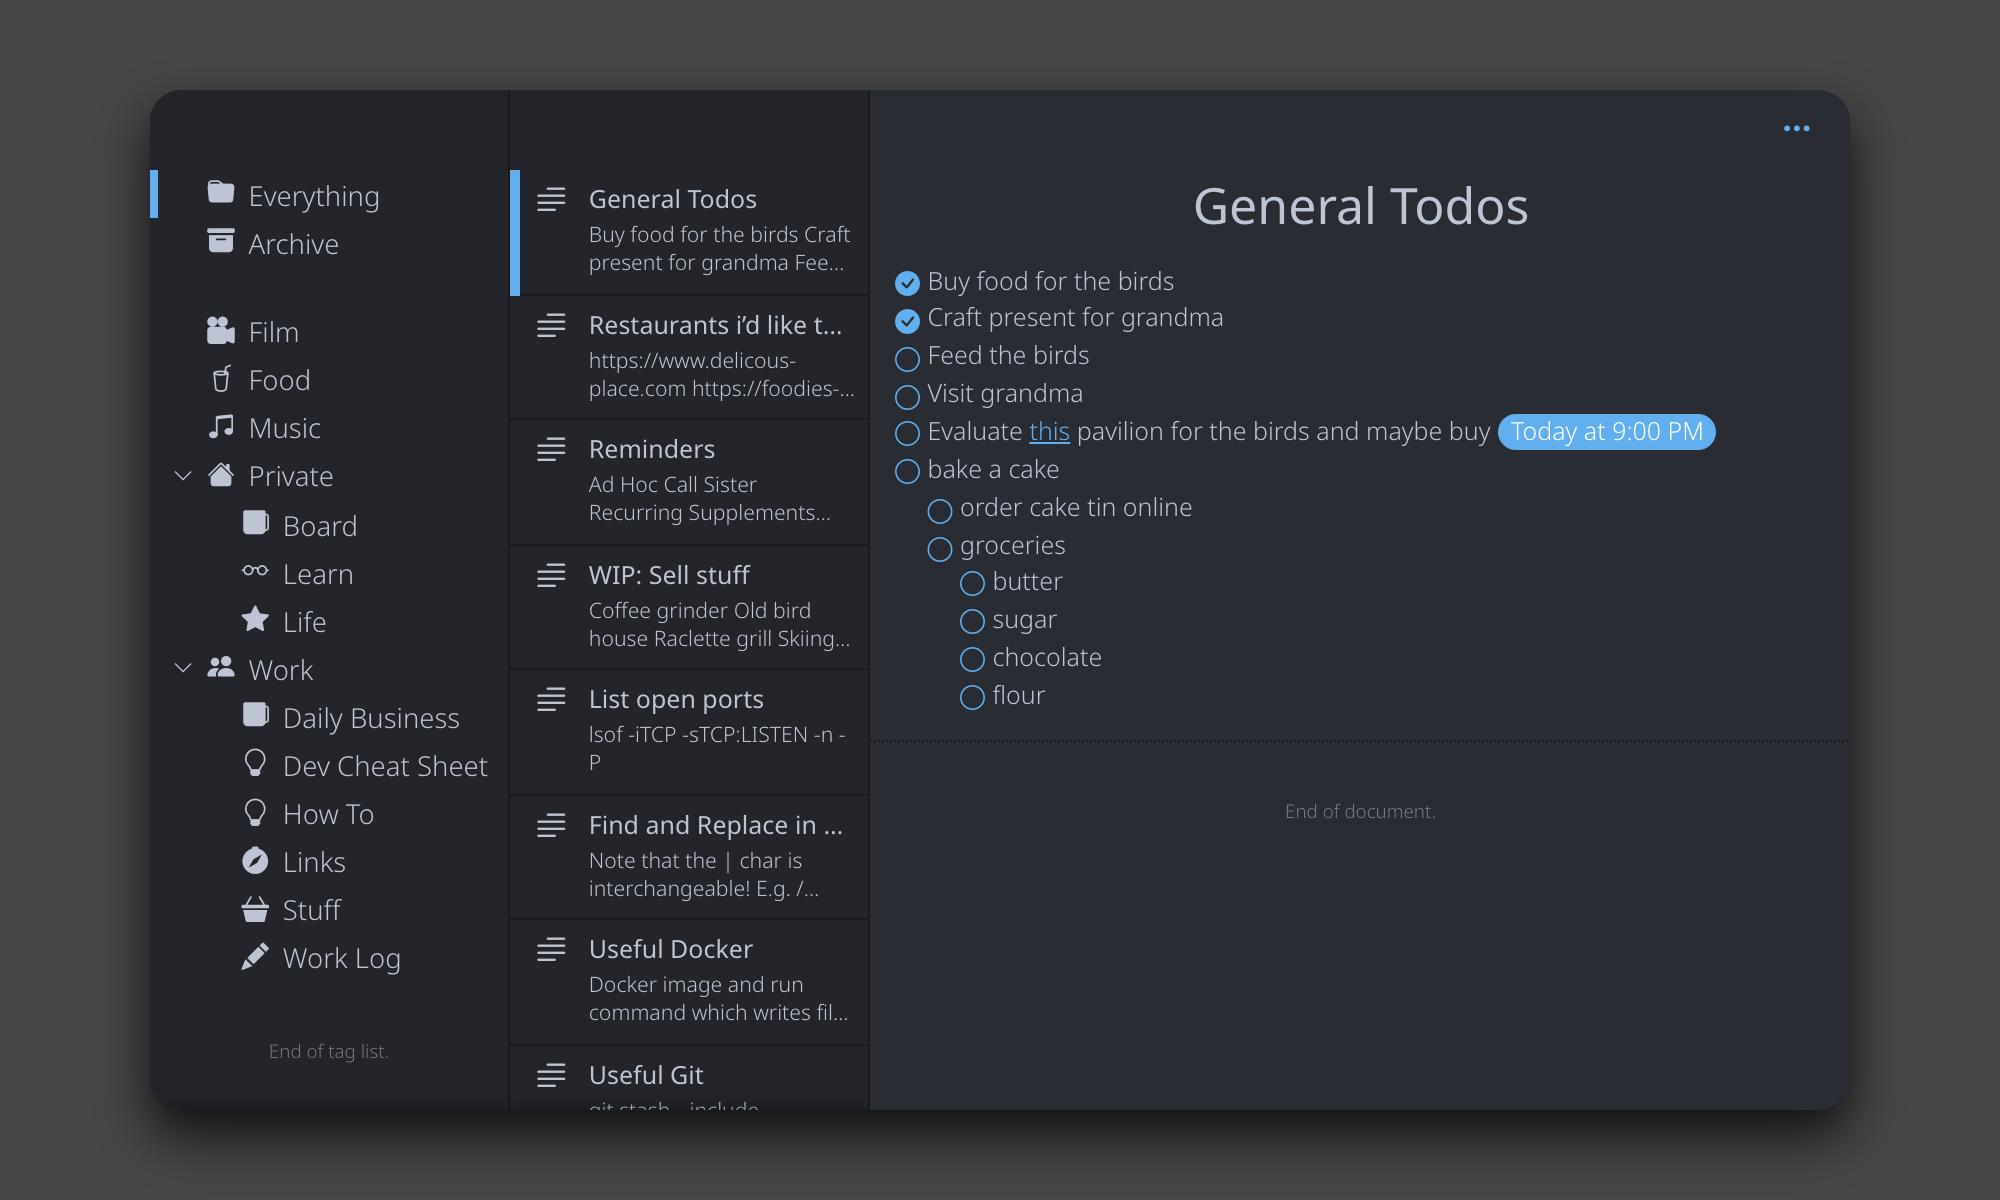 Everything
Archive
Film
Food
Music
Private
Board
Learn
Life
Work
Daily Business
Dev Cheat Sheet
How To
Links
Stuff
Work Log
End of tag list.
General Todos
Buy food for the birds Craft
present for grandma Fee...
Restaurants i’d like t...
https://www.delicous-
place.com https://foodies-...
Reminders
Ad Hoc Call Sister
Recurring Supplements...
WIP: Sell stuff
Coffee grinder Old bird
house Raclette grill Skiing...
List open ports
lsof -iTCP -sTCP:LISTEN -n -
P
Find and Replace in ...
Note that the | char is
interchangeable! E.g. /...
Useful Docker
Docker image and run
command which writes fil...
Useful Git
git stash --include
General Todos
Buy food for the birds
Craft present for grandma
Feed the birds
Visit grandma
Evaluate this pavilion for the birds and maybe buy Today at 9:00 PM
bake a cake
order cake tin online
groceries
butter
sugar
chocolate
flour
End of document.